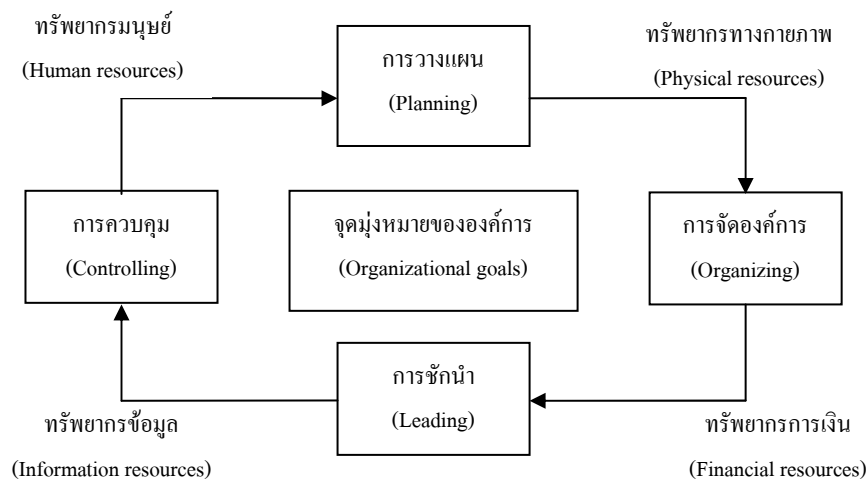 ทรัพยากรมนุษย์
(Human resources)
การวางแผน
(Planning)
ทรัพยากรทางกายภาพ
(Physical resources)
การควบคุม
(Controlling)
จุดมุ่งหมายขององค์การ
(Organizational goals)
การจัดองค์การ
(Organizing)
การชักนำ
(Leading)
ทรัพยากรข้อมูล
(Information resources)
ทรัพยากรการเงิน
(Financial resources)